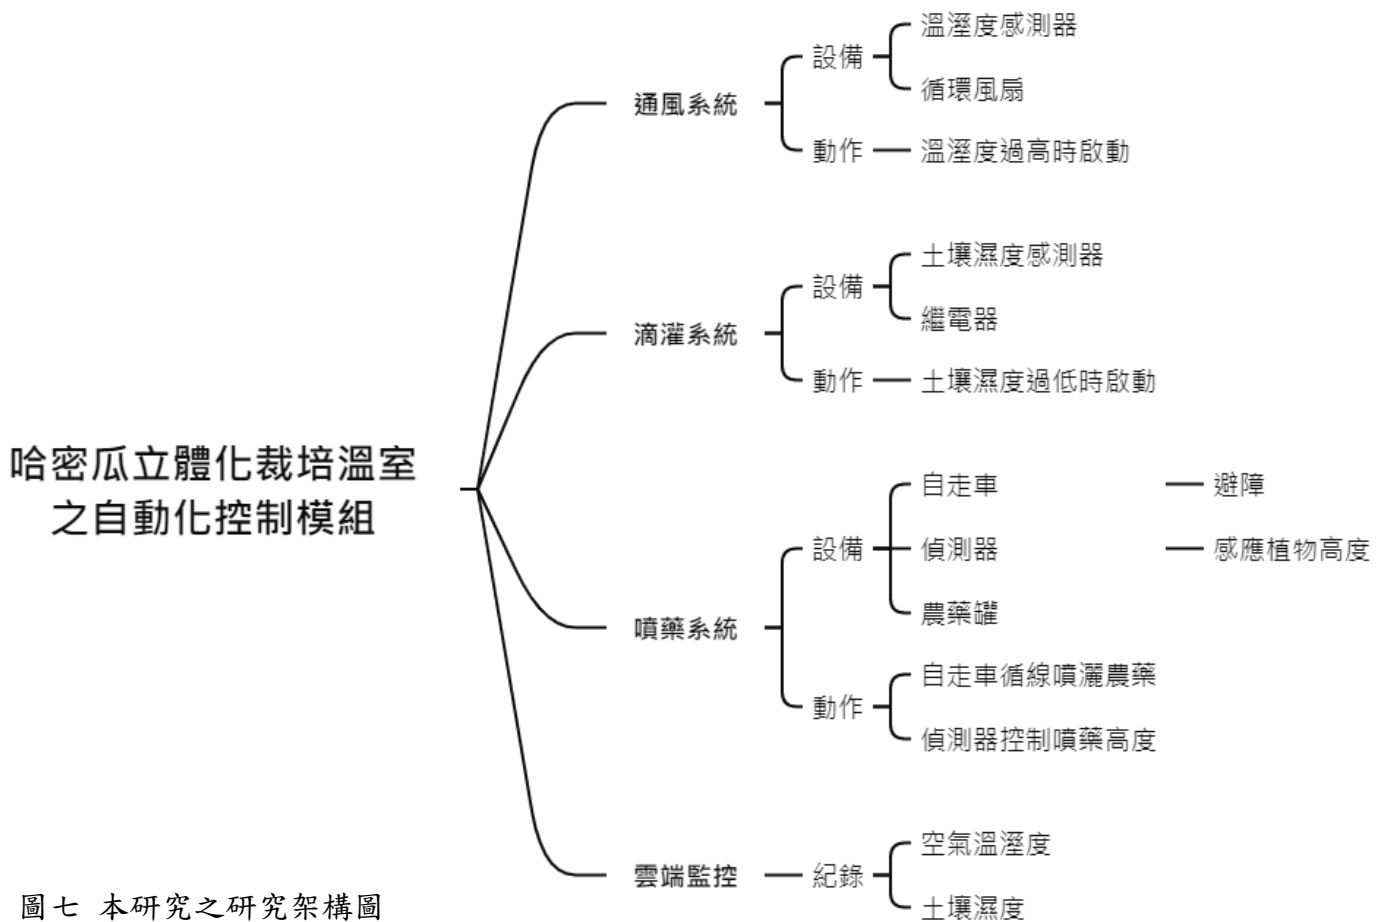 哈密瓜立體化裁培溫室
之自動化控制模組
通風系統
設備
溫溼度感測器
循環風扇
動作
溫溼度過高時啟動
滴灌系統
設備
土壤濕度感測器
繼電器
動作
土壤濕度過低時啟動
噴藥系統
設備
自走車
避障
偵測器
感應植物高度
農藥罐
動作
自走車循線噴灑農藥
偵測器控制噴藥高度
雲端監控
紀錄
空氣溫溼度
土壤濕度
圖七 本研究之研究架構圖